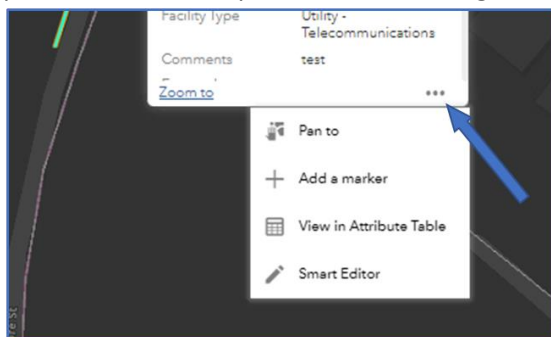 Facility Type Utility -
Telecommunications
Comments test
Zoom to
Pan to
Add a marker
View in Attribute Table
Smart Editor